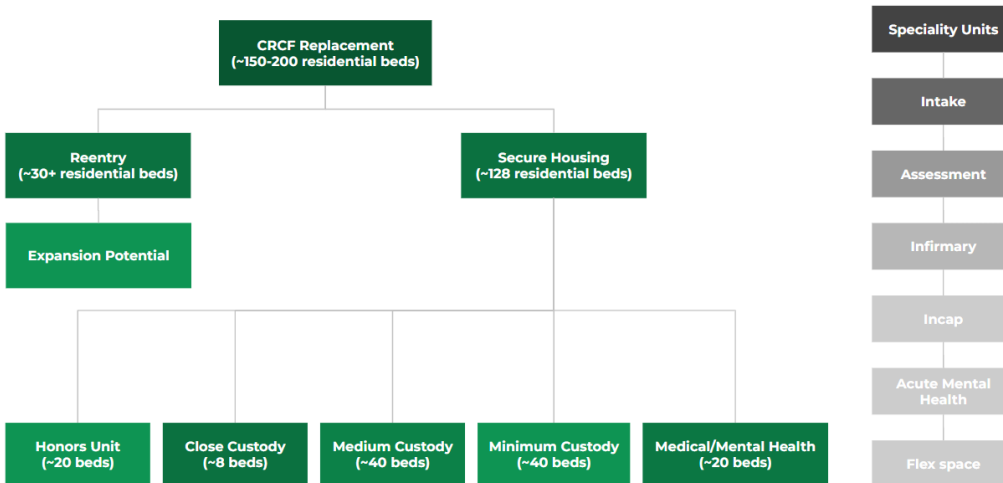 CRCF Replacement
(~150-200 residential beds)
Reentry
(~30+ residential beds)
Expansion Potential
Secure Housing
(~128 residential beds)
Honors Unit
(~20 beds)
Close Custody
(~8 beds)
Medium Custody
(~40 beds)
Minimum Custody
(~40 beds)
Medical/Mental Health
(~20 beds)
Speciality Units
Intake
Assessment
Infirmary
Incap
Acute Mental
Health
Flex space